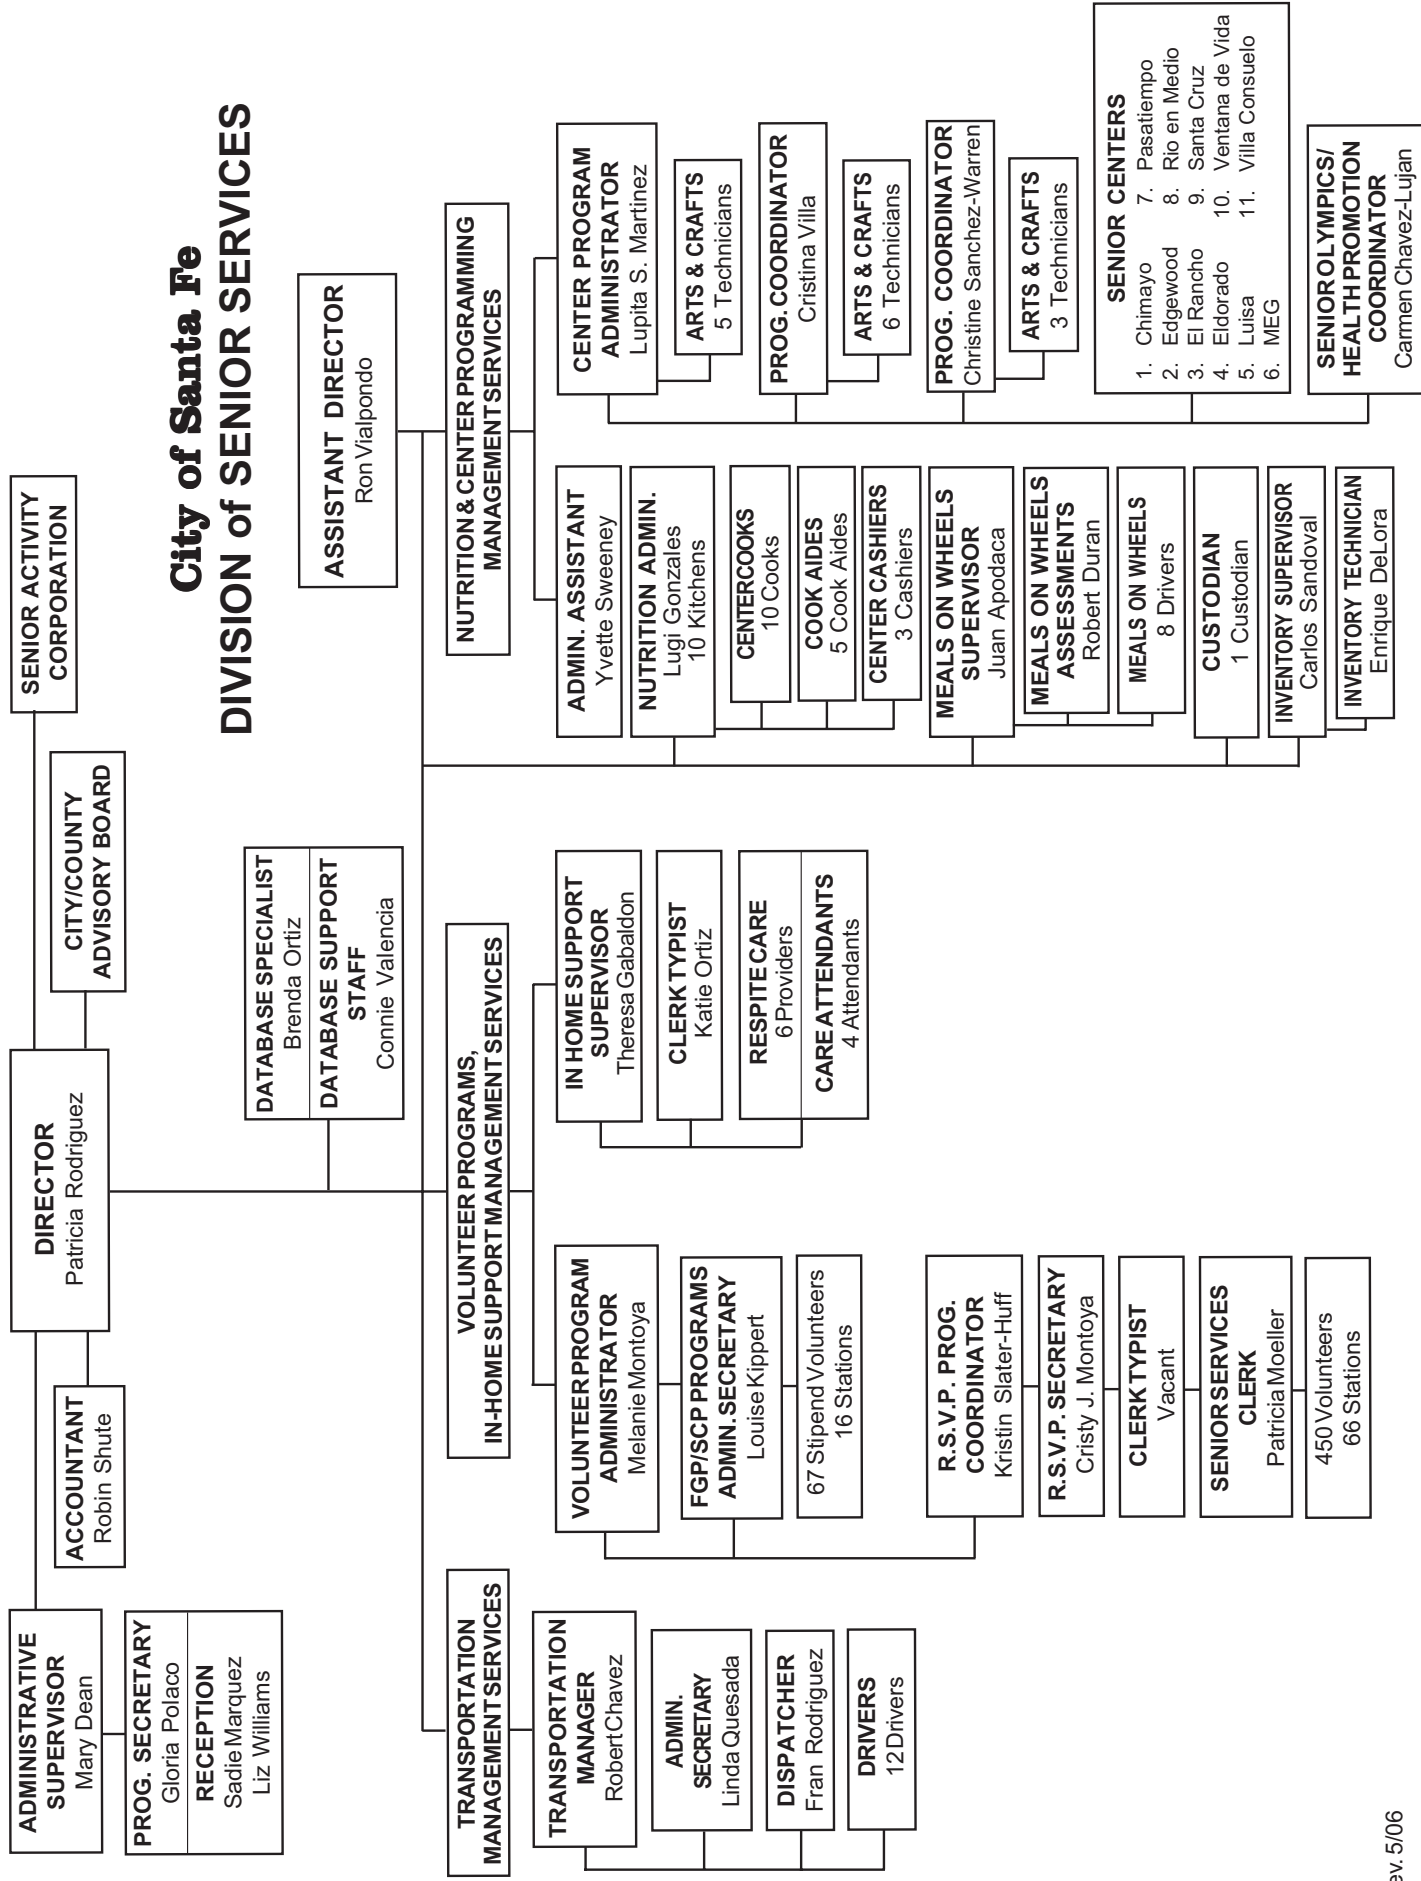 City of Santa Fe
DIVISION of SENIOR SERVICES
ADMINISTRATIVE
SUPERVISOR
Mary Dean
PROG. SECRETARY
Gloria Polaco
RECEPTION
Sadie Marquez
Liz Williams
ACCOUNTANT
Robin Shute
DIRECTOR
Patricia Rodriguez
SENIOR ACTIVITY
CORPORATION
CITY/COUNTY
ADVISORY BOARD
DATABASE SPECIALIST
Brenda Ortiz
DATABASE SUPPORT
STAFF
Connie Valencia
ASSISTANT DIRECTOR
Ron Vialpondo
TRANSPORTATION
MANAGEMENT SERVICES
TRANSPORTATION
MANAGER
Robert Chavez
ADMIN.
SECRETARY
Linda Quesada
DISPATCHER
Fran Rodriguez
DRIVERS
12 Drivers
VOLUNTEER PROGRAMS,
IN-HOME SUPPORT MANAGEMENT SERVICES
VOLUNTEER PROGRAM
ADMINISTRATOR
Melanie Montoya
FGP/SCP PROGRAMS
ADMIN. SECRETARY
Louise Kippert
67 Stipend Volunteers
16 Stations
R.S.V.P. PROG.
COORDINATOR
Kristin Slater-Huff
R.S.V.P. SECRETARY
Cristy J. Montoya
CLERK TYPIST
Vacant
SENIOR SERVICES
CLERK
Patricia Moeller
450 Volunteers
66 Stations
IN HOME SUPPORT
SUPERVISOR
Theresa Gabaldon
CLERK TYPIST
Katie Ortiz
RESPITE CARE
6 Providers
CARE ATTENDANTS
4 Attendants
NUTRITION & CENTER PROGRAMMING
MANAGEMENT SERVICES
ADMIN. ASSISTANT
Yvette Sweeney
NUTRITION ADMIN.
Lugi Gonzales
10 Kitchens
CENTER COOKS
10 Cooks
COOK AIDES
5 Cook Aides
CENTER CASHIERS
3 Cashiers
MEALS ON WHEELS
SUPERVISOR
Juan Apodaca
MEALS ON WHEELS
ASSESSMENTS
Robert Duran
MEALS ON WHEELS
8 Drivers
CUSTODIAN
1 Custodian
INVENTORY SUPERVISOR
Carlos Sandoval
INVENTORY TECHNICIAN
Enrique DeLora
CENTER PROGRAM
ADMINISTRATOR
Lupita S. Martinez
ARTS & CRAFTS
5 Technicians
PROG. COORDINATOR
Cristina Villa
ARTS & CRAFTS
6 Technicians
PROG. COORDINATOR
Christine Sanchez-Warren
ARTS & CRAFTS
3 Technicians
SENIOR CENTERS
1. Chimayo 7. Pasatiempo
2. Edgewood 8. Rio en Medio
3. El Rancho 9. Santa Cruz
4. Eldorado 10. Ventana de Vida
5. Luisa 11. Villa Consuelo
6. MEG
SENIOR OLYMPICS/
HEALTH PROMOTION
COORDINATOR
Carmen Chavez-Lujan
ev. 5/06